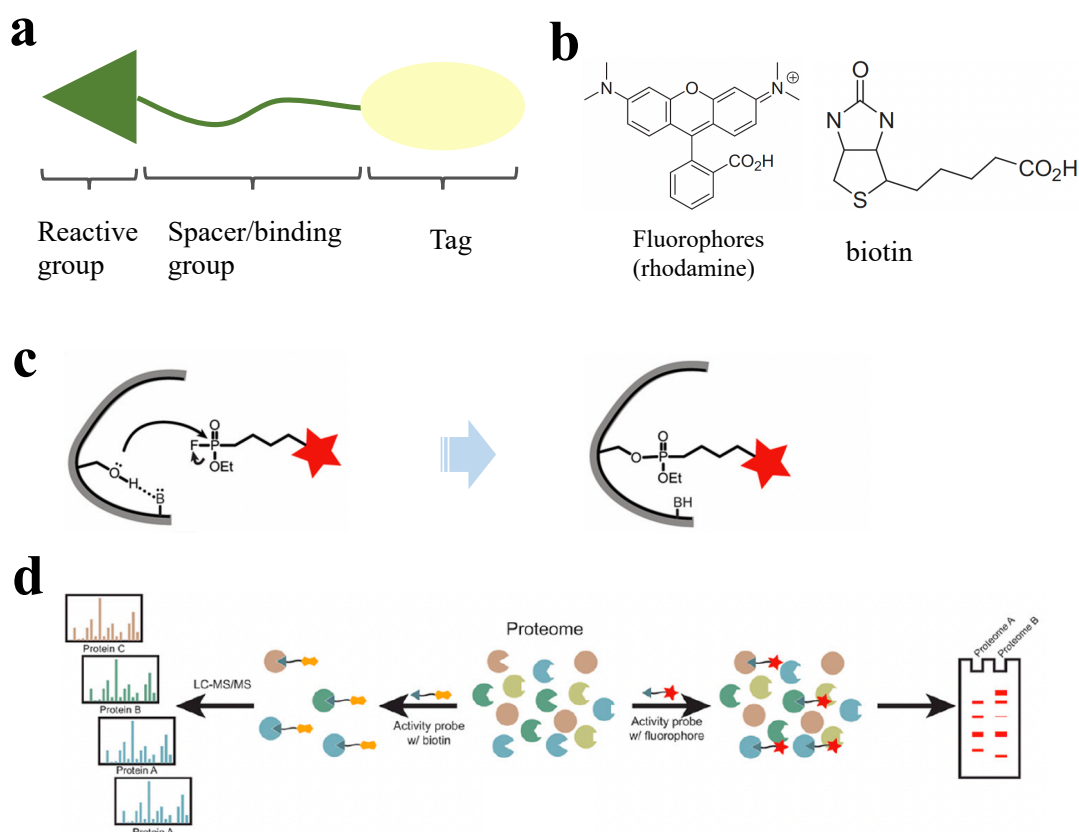 a
Reactive
group
Spacer/binding
group
Tag
b
N
O
N
⊕
CO₂H
Fluorophores
(rhodamine)
O
N
N
S
CO₂H
biotin
c
O
F
P
OEt
O
H
B
O
O
P
OEt
BH
d
Proteome
Protein C
Protein B
Protein A
Protein A
LC-MS/MS
Activity probe
w/ biotin
Activity probe
w/ fluorophore
Proteome A
Proteome B